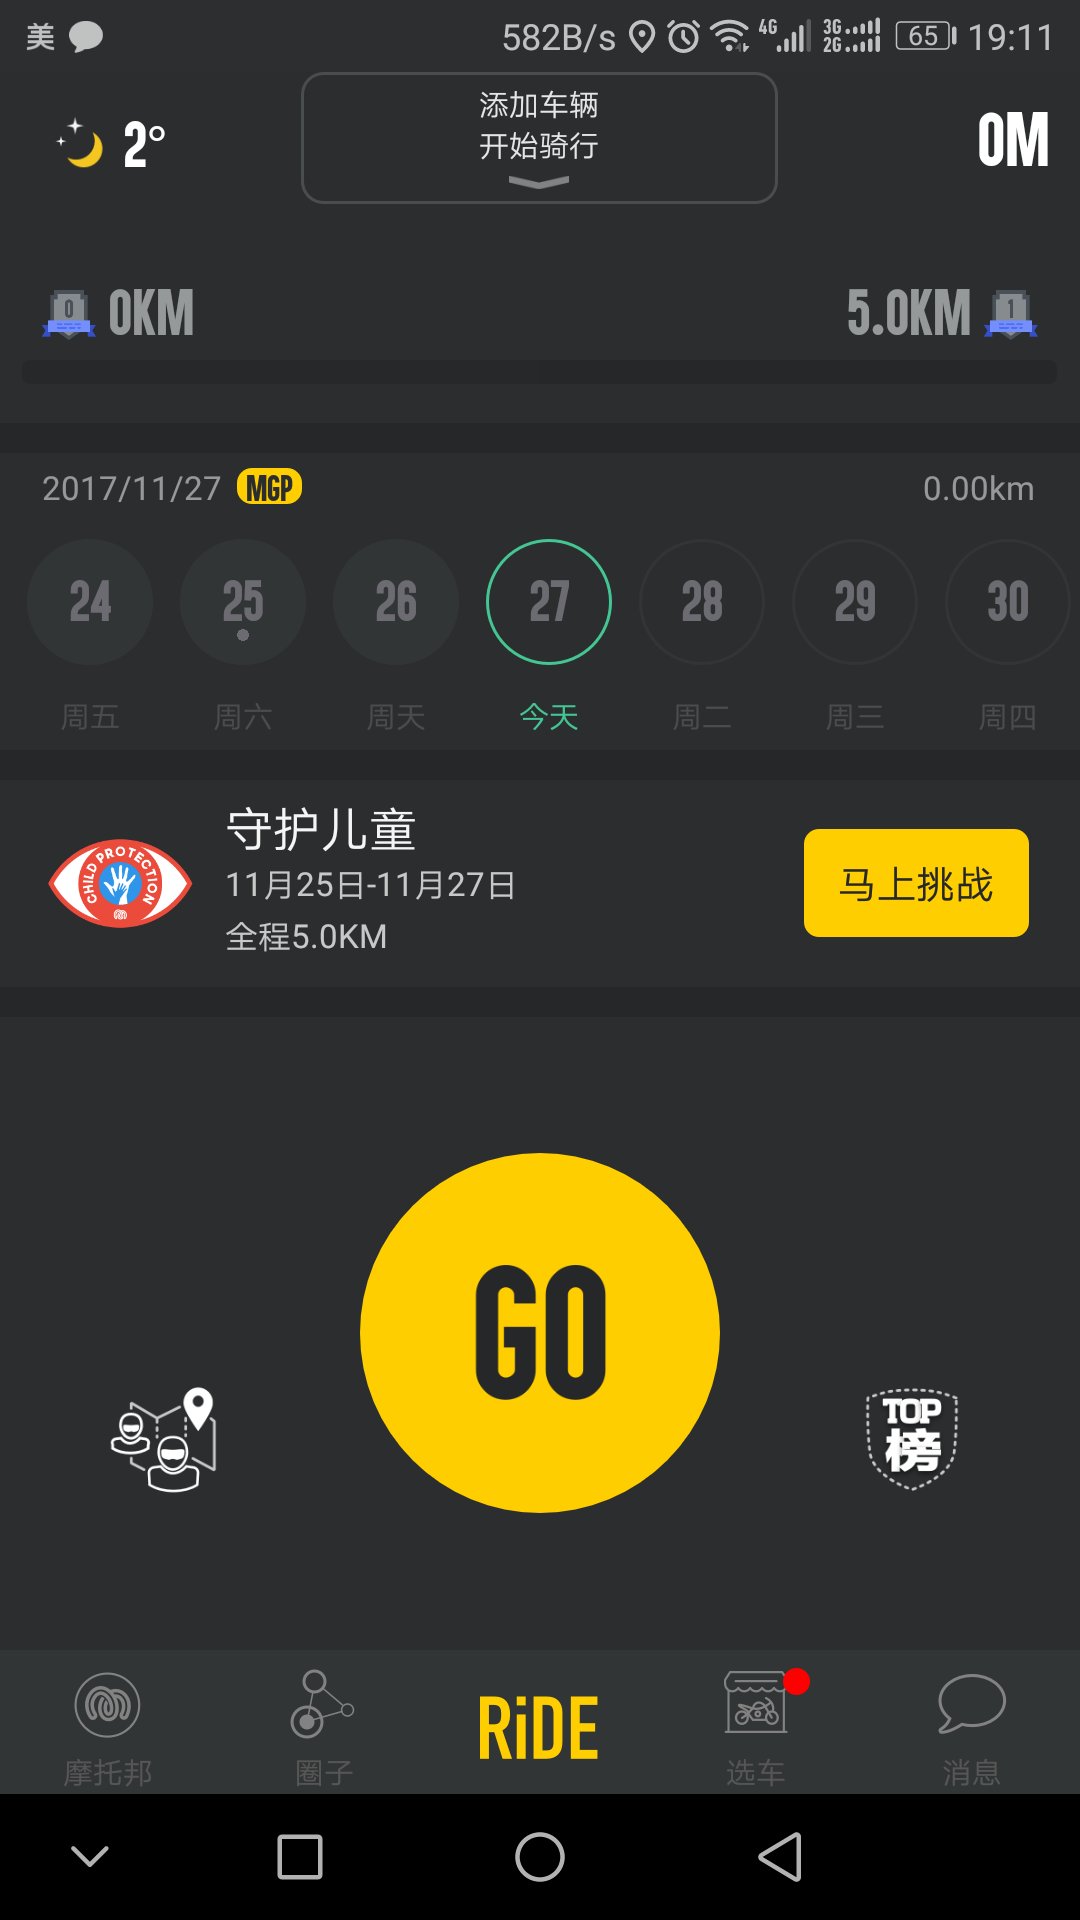 美 582B/s 4G 3G 2G 65 19:11
添加车辆
开始骑行
2° 0M
0 0KM 5.0KM 1
2017/11/27 MGP 0.00km
24 25 26 27 28 29 30
周五 周六 周天 今天 周二 周三 周四
守护儿童
CHILD PROTECTION
11月25日-11月27日
马上挑战
全程5.0KM
GO
TOP
榜
RiDE
摩托邦 圈子 选车 消息